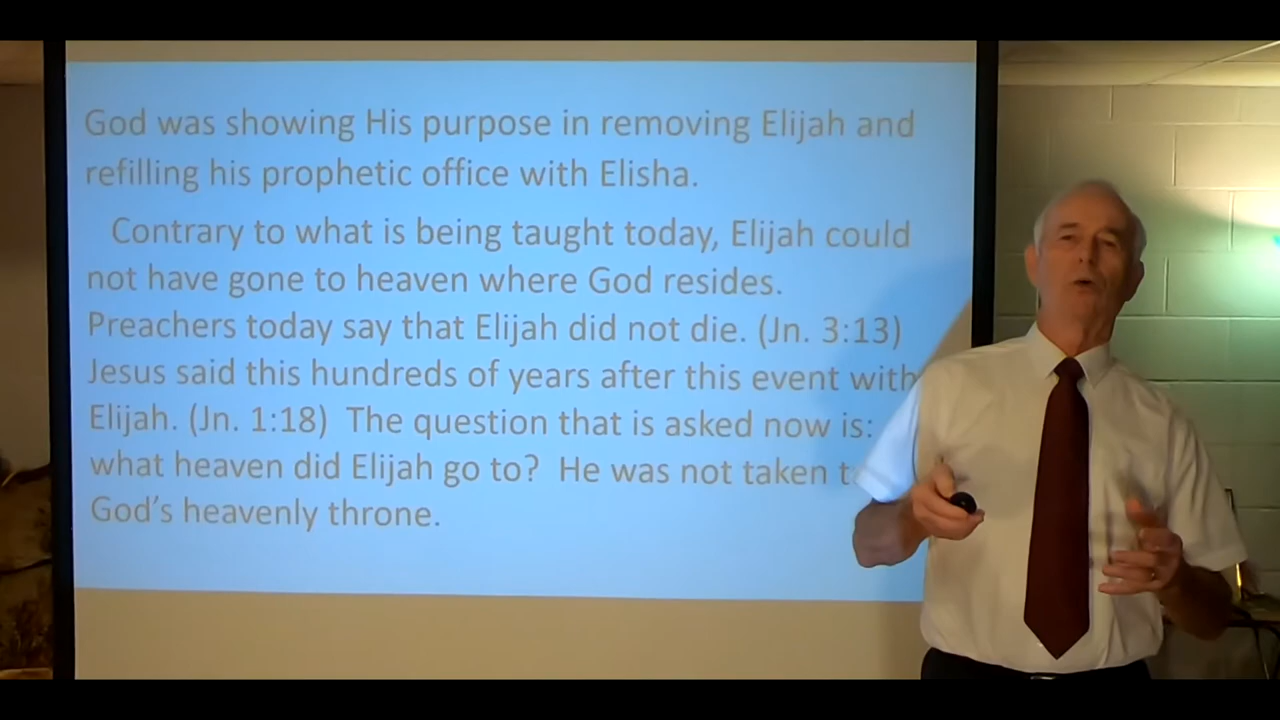 God was showing His purpose in removing Elijah and
refilling his prophetic office with Elisha.
Contrary to what is being taught today, Elijah could
not have gone to heaven where God resides.
Preachers today say that Elijah did not die. (Jn. 3:13)
Jesus said this hundreds of years after this event with
Elijah. (Jn. 1:18) The question that is asked now is:
what heaven did Elijah go to? He was not taken
God's heavenly throne.